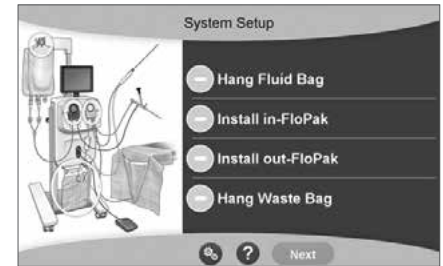 System Setup
Hang Fluid Bag
Install in-FloPak
Install out-FloPak
Hang Waste Bag
?
Next